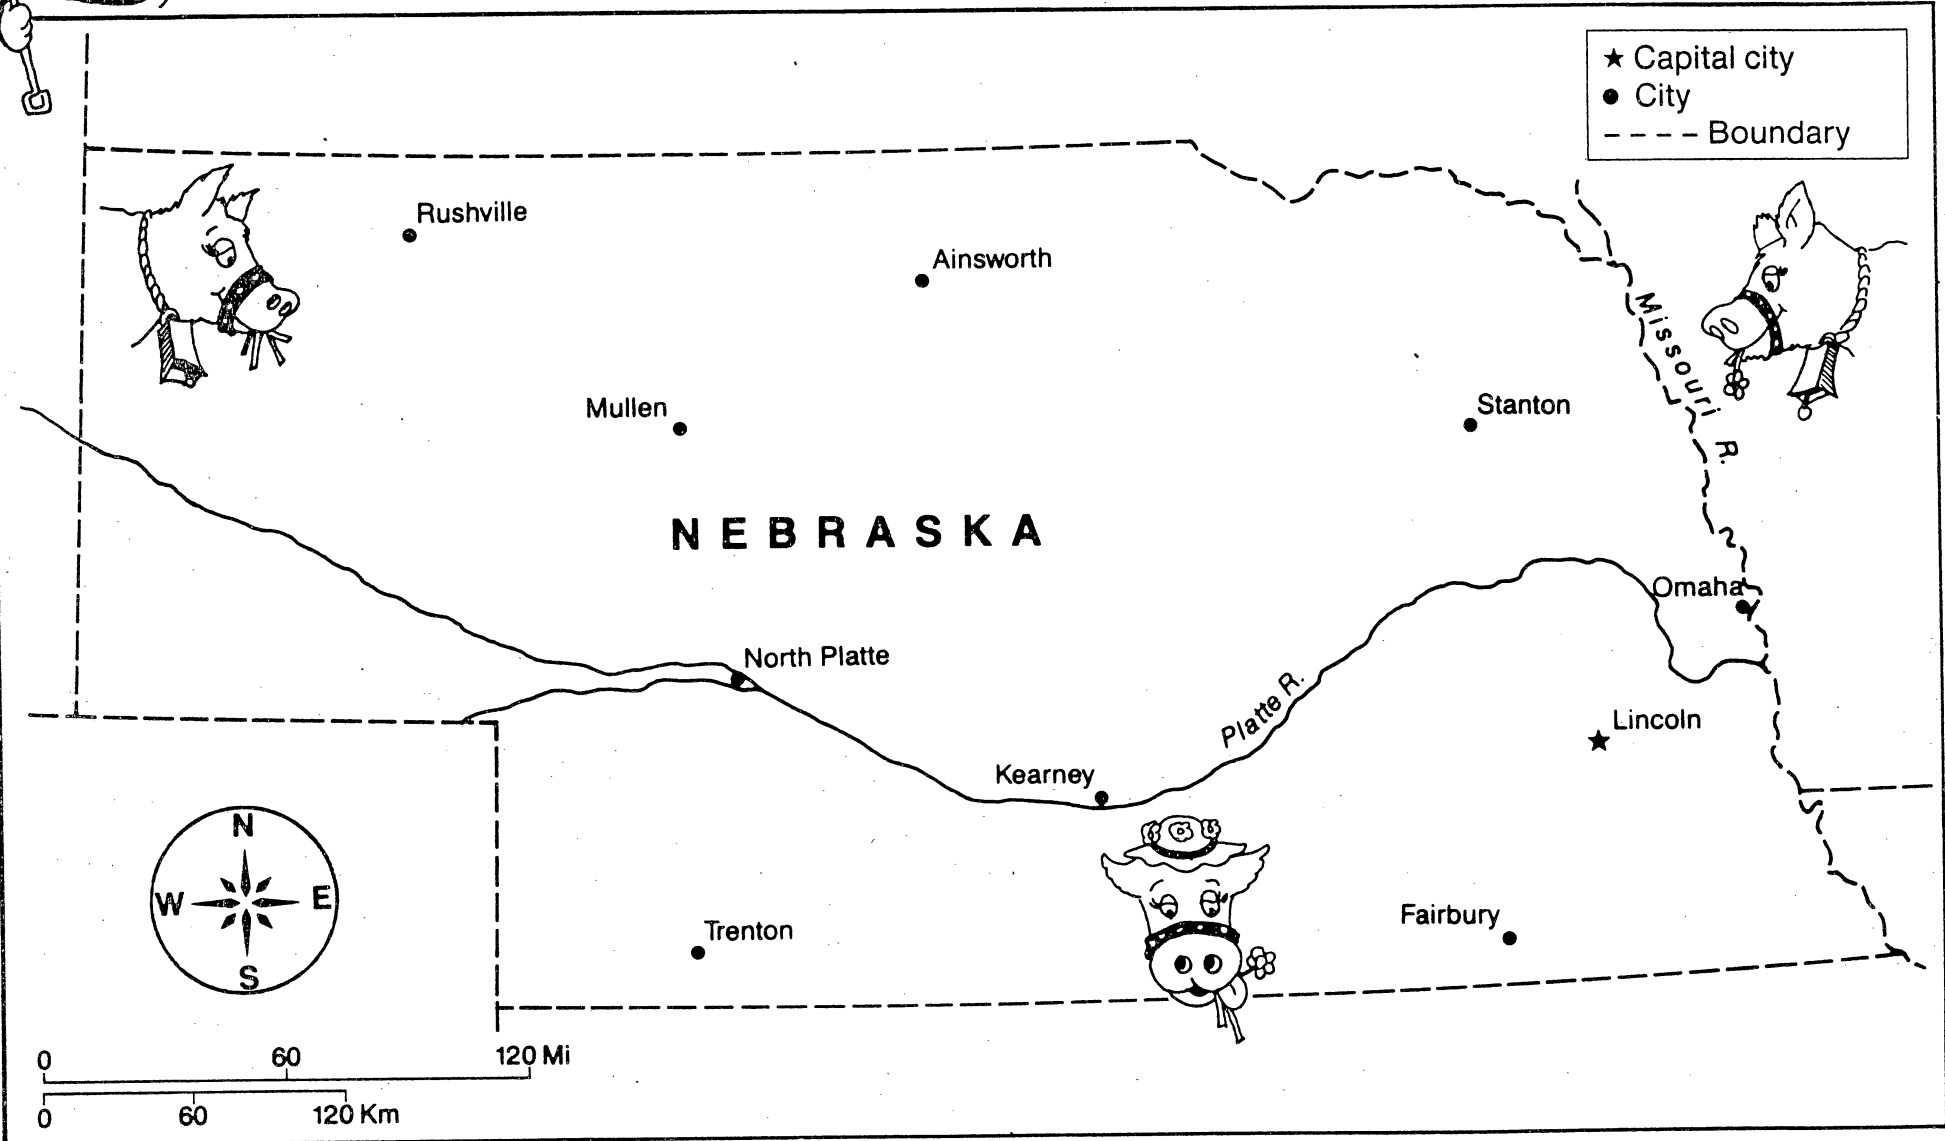 ★ Capital city
● City
---- Boundary
Rushville
Ainsworth
Missouri R.
Mullen
Stanton
NEBRASKA
Omaha
North Platte
Platte R.
Lincoln
Kearney
N
W E
S
Trenton
Fairbury
0 60 120 Mi
0 60 120 Km